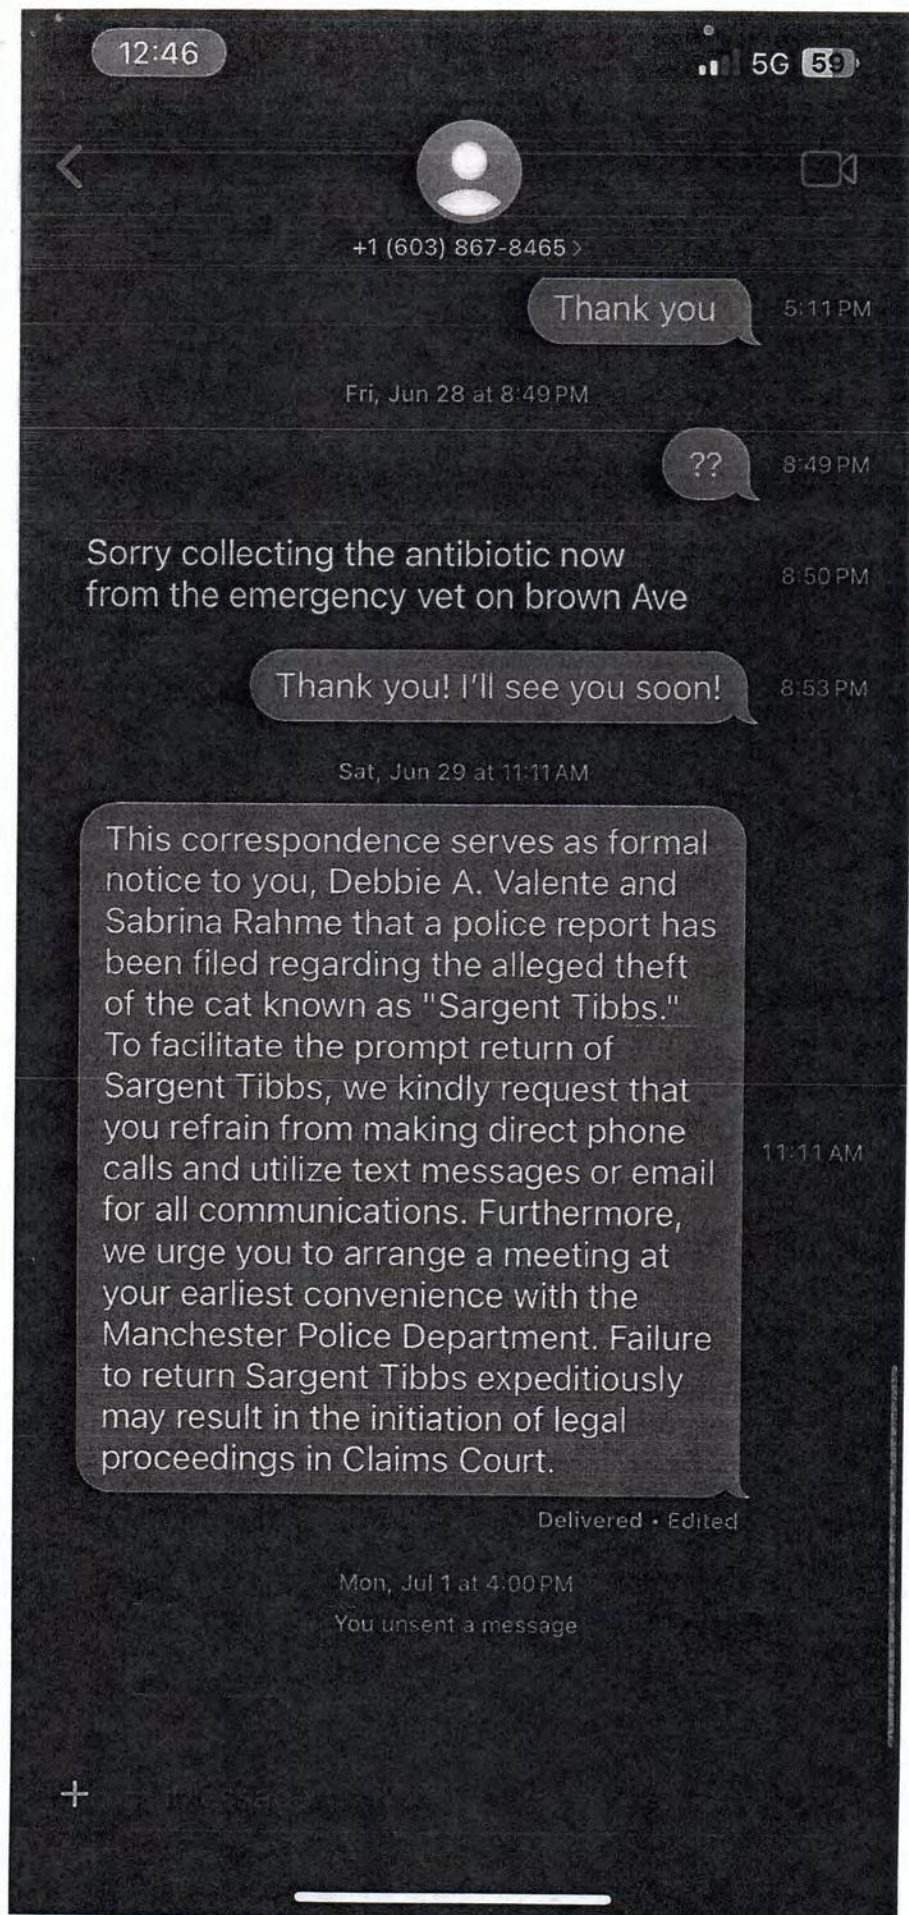 12:46
5G 59
+1 (603) 867-8465 >
Thank you
5:11 PM
Fri, Jun 28 at 8:49 PM
??
8:49 PM
Sorry collecting the antibiotic now
from the emergency vet on brown Ave
8:50 PM
Thank you! I'll see you soon!
8:53 PM
Sat, Jun 29 at 11:11 AM
This correspondence serves as formal
notice to you, Debbie A. Valente and
Sabrina Rahme that a police report has
been filed regarding the alleged theft
of the cat known as "Sargent Tibbs."
To facilitate the prompt return of
Sargent Tibbs, we kindly request that
you refrain from making direct phone
calls and utilize text messages or email
for all communications. Furthermore,
we urge you to arrange a meeting at
your earliest convenience with the
Manchester Police Department. Failure
to return Sargent Tibbs expeditiously
may result in the initiation of legal
proceedings in Claims Court.
11:11 AM
Delivered • Edited
Mon, Jul 1 at 4:00 PM
You unsent a message